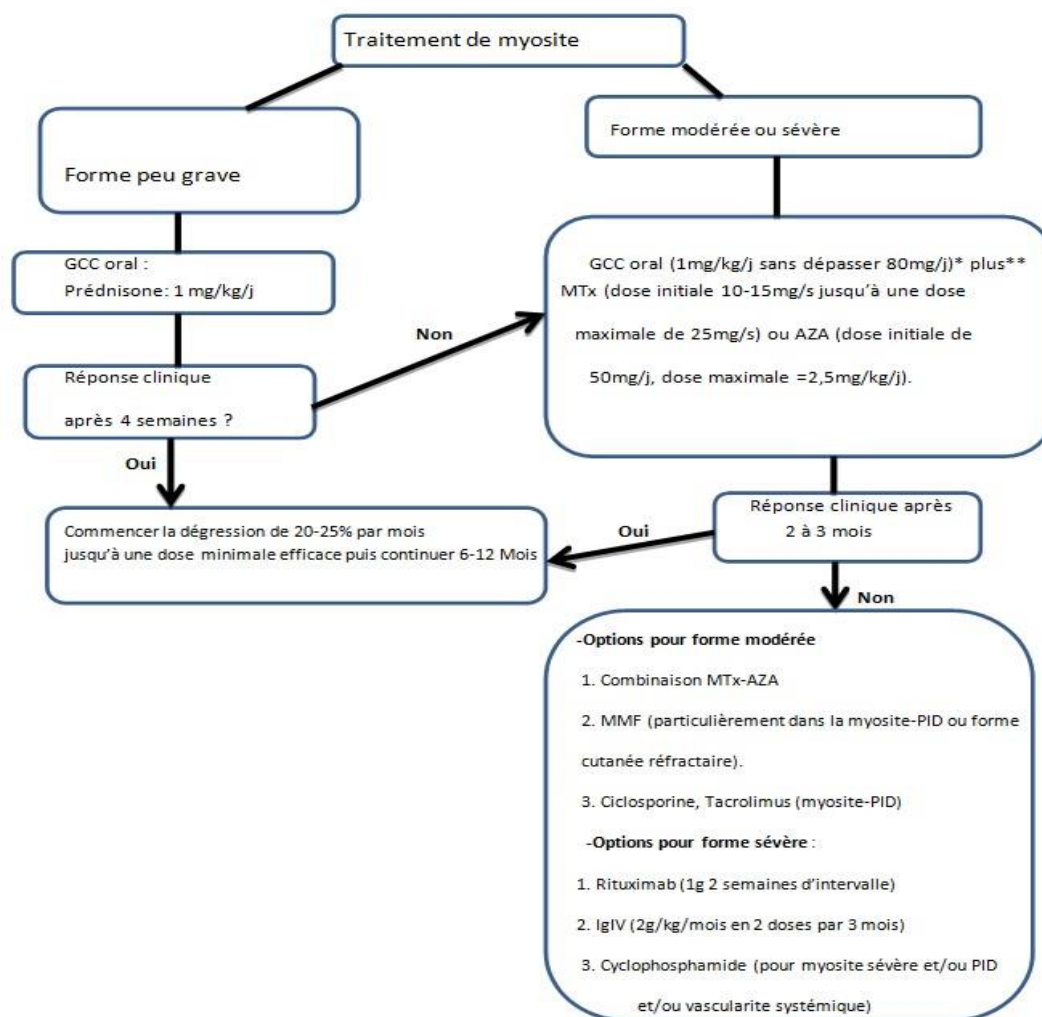 Traitement de myosite
Forme peu grave
Forme modérée ou sévère
GCC oral :
Prédnisone: 1 mg/kg/j
Réponse clinique
après 4 semaines ?
Non
Oui
GCC oral (1mg/kg/j sans dépasser 80mg/j)* plus**
MTx (dose initiale 10-15mg/s jusqu’à une dose
maximale de 25mg/s) ou AZA (dose initiale de
50mg/j, dose maximale =2,5mg/kg/j).
Réponse clinique après
2 à 3 mois
Oui
Commencer la dégression de 20-25% par mois
jusqu’à une dose minimale efficace puis continuer 6-12 Mois
Non
-Options pour forme modérée
1. Combinaison MTx-AZA
2. MMF (particulièrement dans la myosite-PID ou forme
cutanée réfractaire).
3. Ciclosporine, Tacrolimus (myosite-PID)
-Options pour forme sévère :
1. Rituximab (1g 2 semaines d’intervalle)
2. IgIV (2g/kg/mois en 2 doses par 3 mois)
3. Cyclophosphamide (pour myosite sévère et/ou PID
et/ou vascularite systémique)